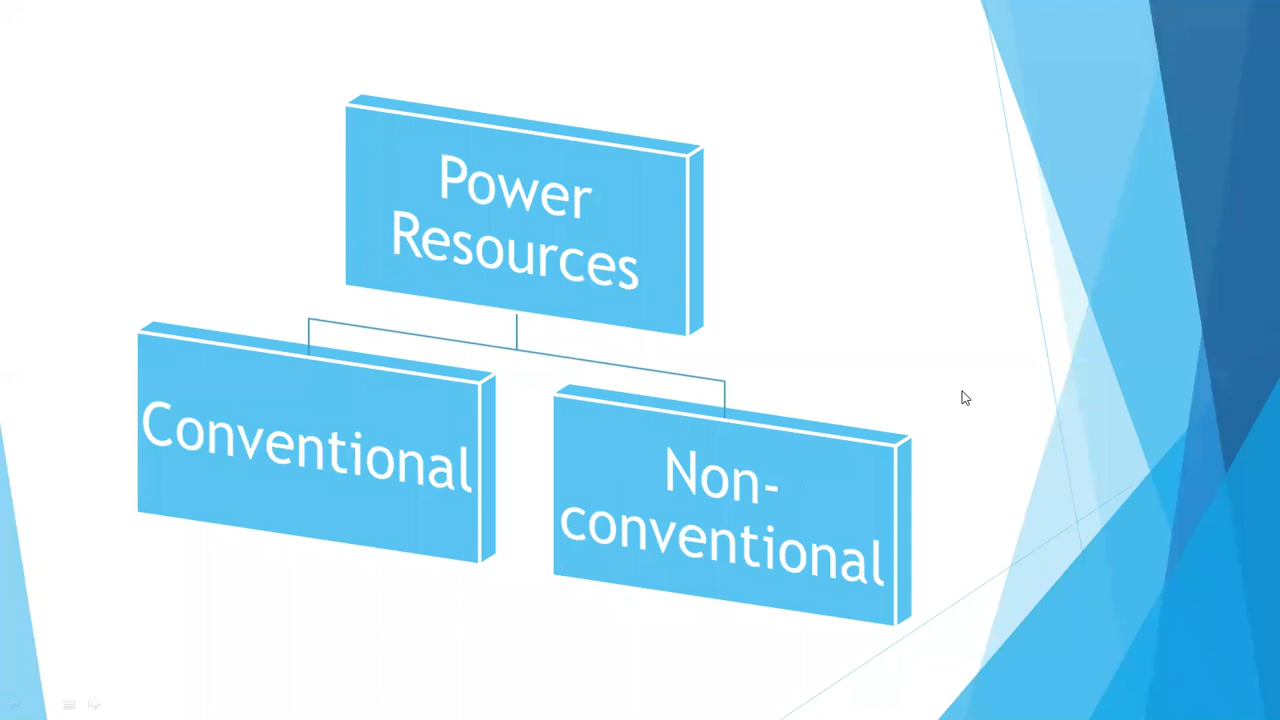 Power
Resources
Conventional
Non-
conventional